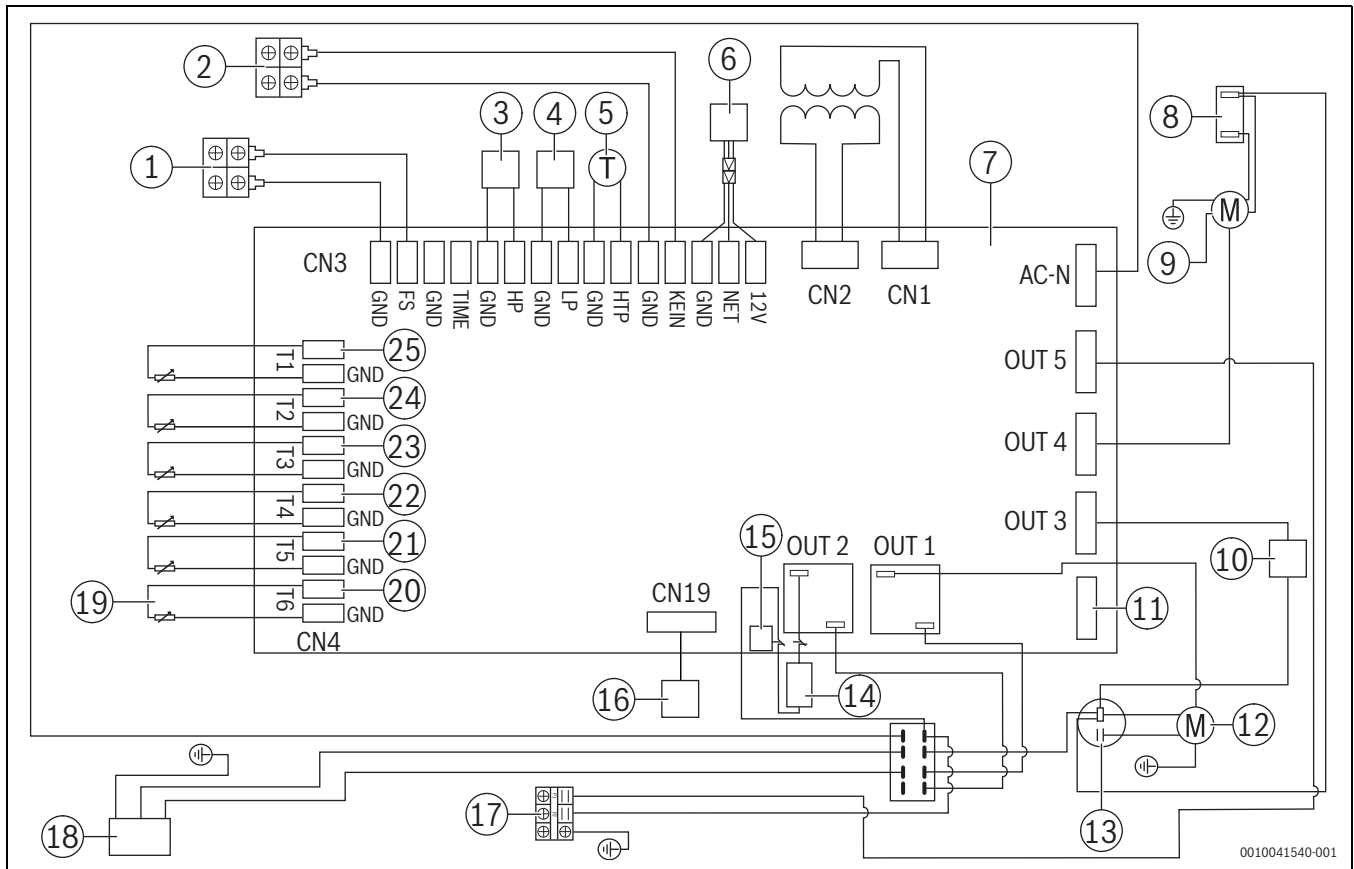 1
2
3
4
5
6
7
8
9
10
11
12
13
14
15
16
17
18
19
20
21
22
23
24
25
T
M
M
CN3
GND
FS
GND
TIME
GND
HP
GND
LP
GND
HTP
GND
KEIN
GND
NET
12V
CN2
CN1
AC-N
OUT 5
OUT 4
OUT 3
OUT 2
OUT 1
CN19
T1
GND
T2
GND
T3
GND
T4
GND
T5
GND
T6
GND
CN4
0010041540-001